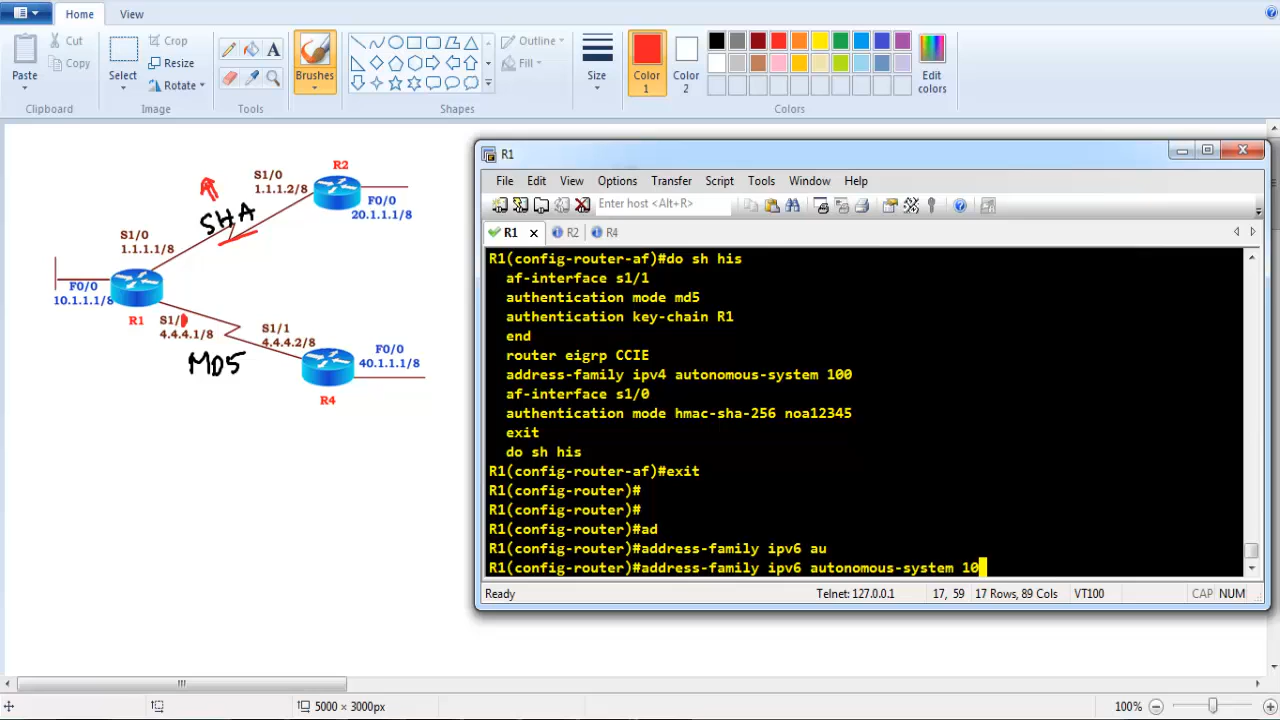 Home
View
Paste
Cut
Copy
Clipboard
Select
Crop
Resize
Rotate
Image
A
Tools
Brushes
Outline
Fill
Shapes
Size
Color 1
Color 2
Edit colors
Colors
R2
S1/0
1.1.1.2/8
F0/0
20.1.1.1/8
SHA
S1/0
1.1.1.1/8
F0/0
10.1.1.1/8
R1
S1/
4.4.4.1/8
S1/1
4.4.4.2/8
MD5
F0/0
40.1.1.1/8
R4
R1
File Edit View Options Transfer Script Tools Window Help
Enter host <Alt+R>
R1 R2 R4
R1(config-router-af)#do sh his
af-interface s1/1
authentication mode md5
authentication key-chain R1
end
router eigrp CCIE
address-family ipv4 autonomous-system 100
af-interface s1/0
authentication mode hmac-sha-256 noa12345
exit
do sh his
R1(config-router-af)#exit
R1(config-router)#
R1(config-router)#
R1(config-router)#ad
R1(config-router)#address-family ipv6 au
R1(config-router)#address-family ipv6 autonomous-system 10
Ready Telnet: 127.0.0.1 17, 59 17 Rows, 89 Cols VT100 CAP NUM
5000 × 3000px 100%